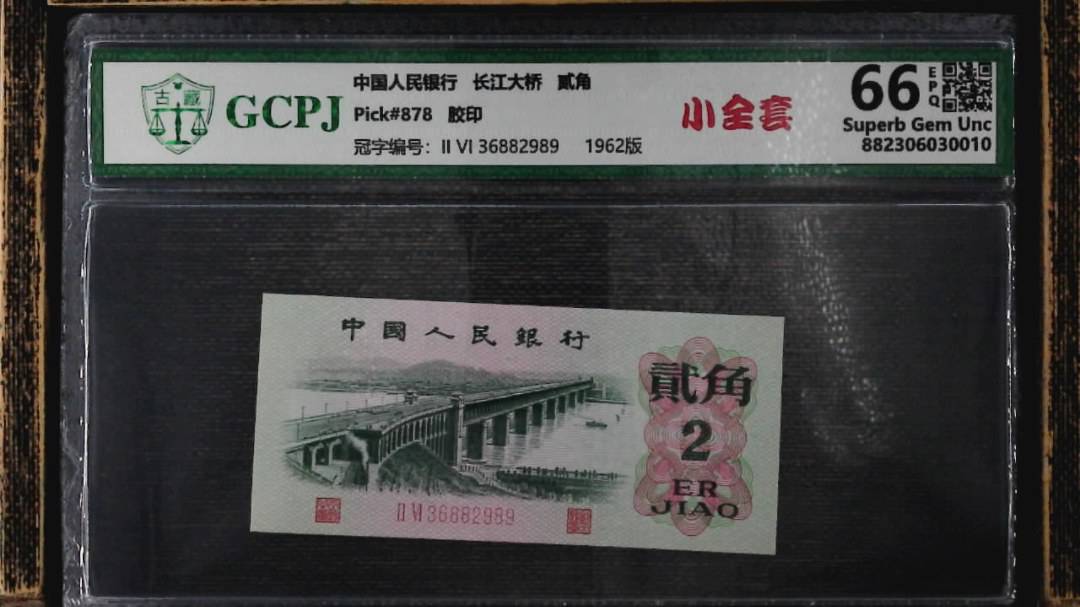 古藏
GCPJ
中国人民银行 长江大桥 贰角
Pick#878 胶印
冠字编号: II VI 36882989 1962版
小全套
66
EPQ
Superb Gem Unc
882306030010
中國人民銀行
貳角
2
ER
JIAO
II VI 36882989